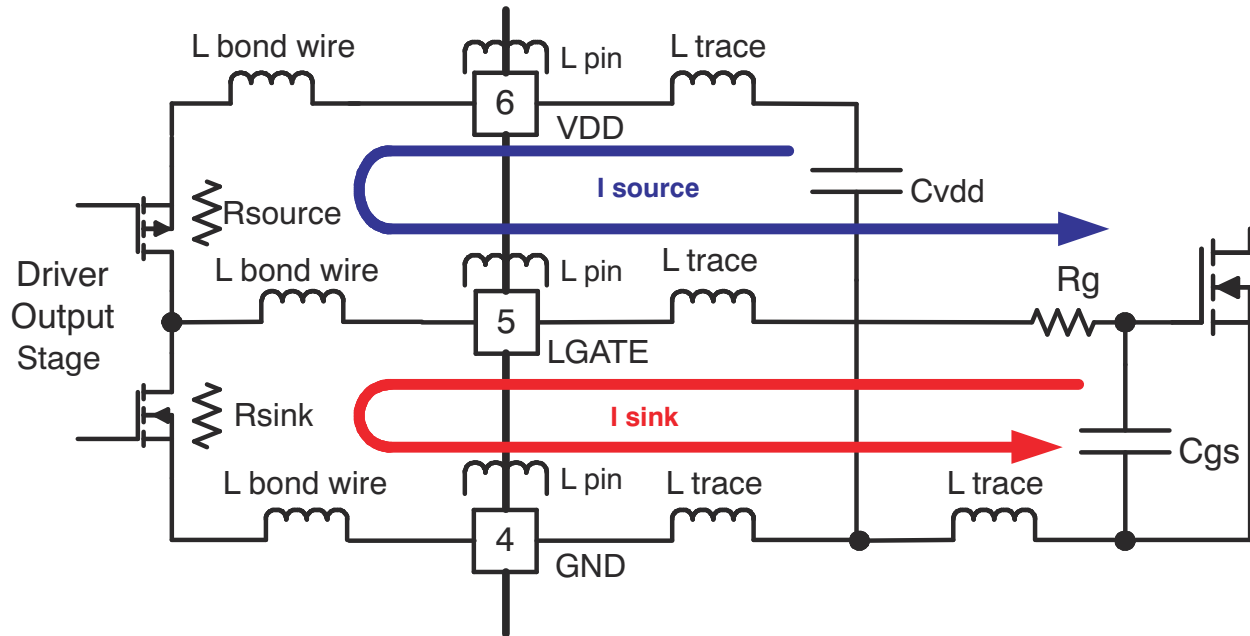 L bond wire
L pin
L trace
6
VDD
I source
Cvdd
Rsource
L bond wire
L pin
L trace
Rg
Driver
Output
Stage
5
LGATE
I sink
Rsink
Cgs
L bond wire
L pin
L trace
L trace
4
GND